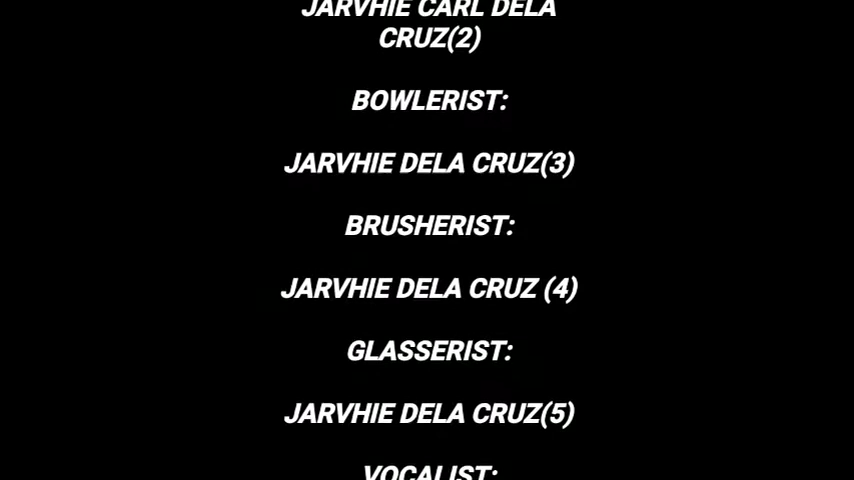 JARVHIE CARL DELA
CRUZ(2)
BOWLERIST:
JARVHIE DELA CRUZ(3)
BRUSHERIST:
JARVHIE DELA CRUZ (4)
GLASSERIST:
JARVHIE DELA CRUZ(5)
VOCALIST: